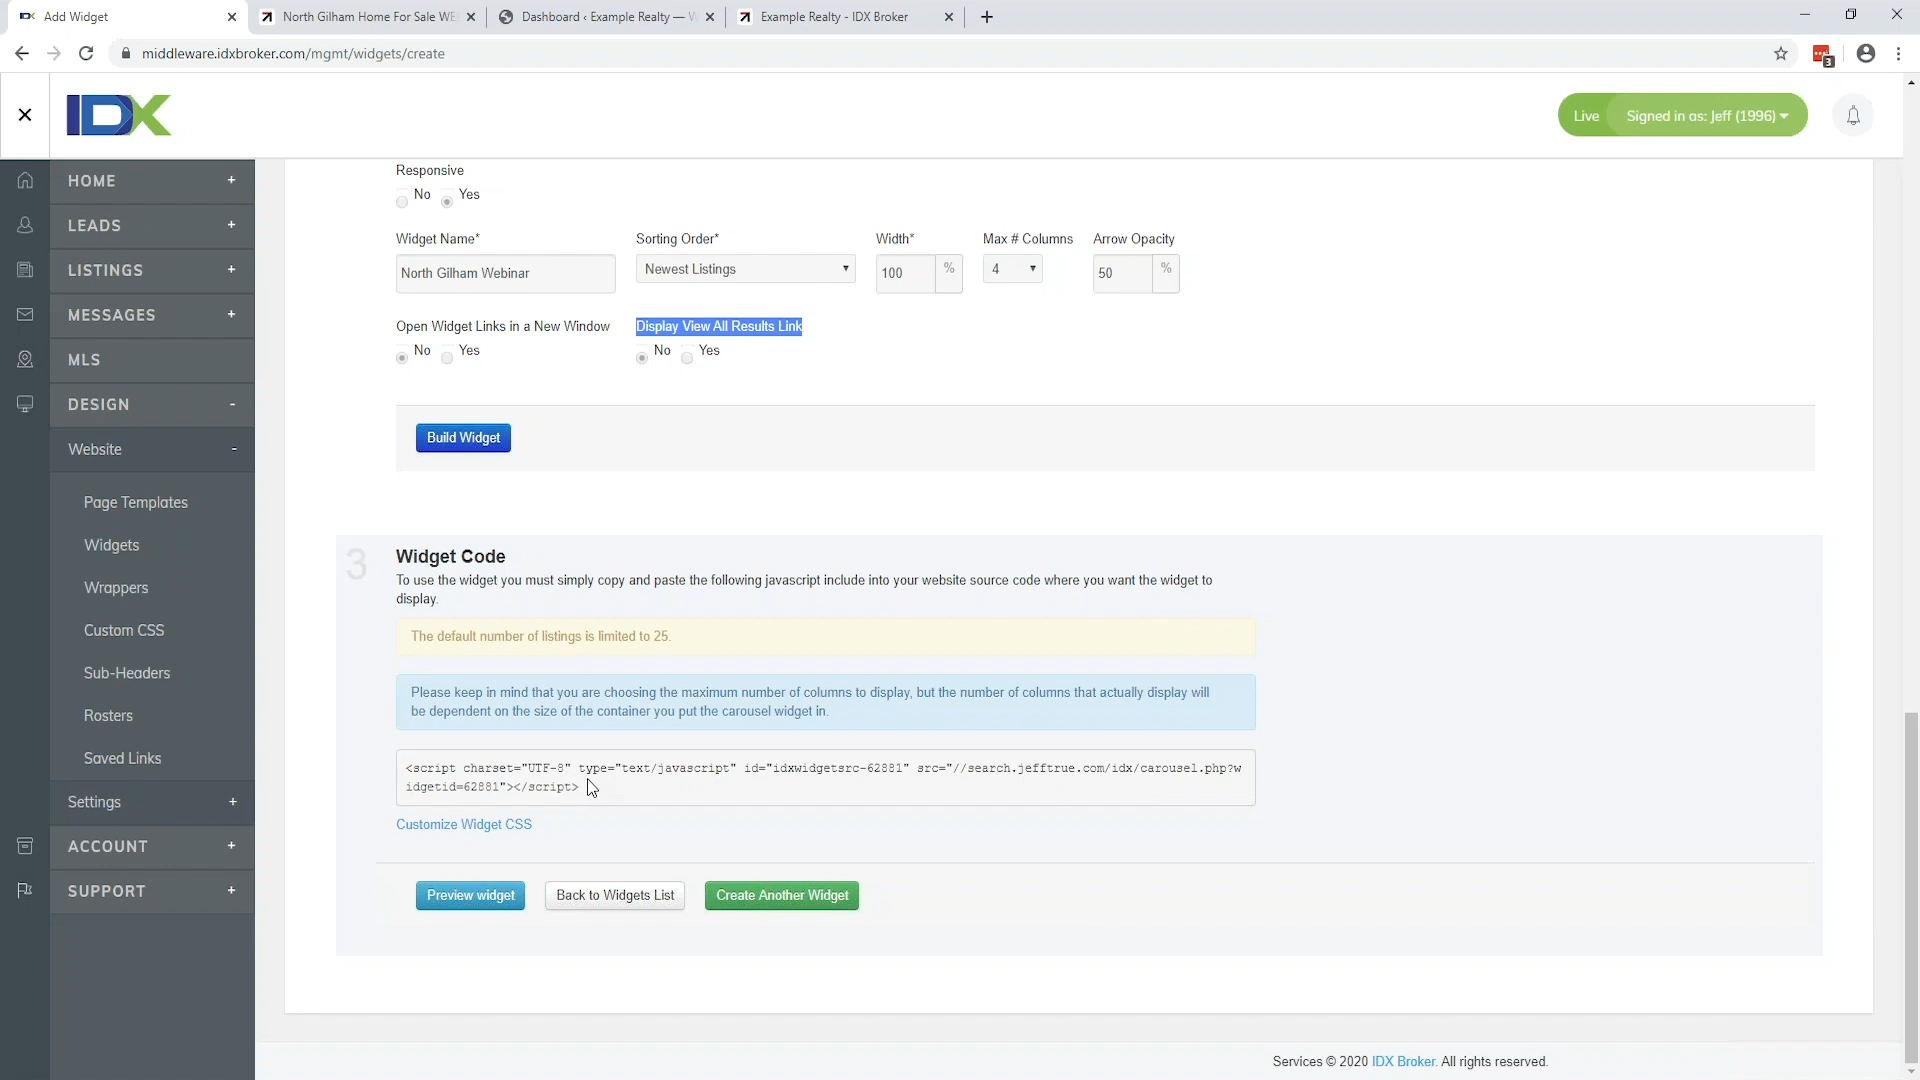 Add Widget
North Gilham Home For Sale WE
Dashboard ‹ Example Realty — W
Example Realty - IDX Broker
middleware.idxbroker.com/mgmt/widgets/create
3
IDX
Live
Signed in as: Jeff (1996)
HOME +
LEADS +
LISTINGS +
MESSAGES +
MLS
DESIGN -
Website -
Page Templates
Widgets
Wrappers
Custom CSS
Sub-Headers
Rosters
Saved Links
Settings +
ACCOUNT +
SUPPORT +
Responsive
No Yes
Widget Name* Sorting Order* Width* Max # Columns Arrow Opacity
North Gilham Webinar Newest Listings 100 % 4 50 %
Open Widget Links in a New Window Display View All Results Link
No Yes No Yes
Build Widget
3 Widget Code
To use the widget you must simply copy and paste the following javascript include into your website source code where you want the widget to
display.
The default number of listings is limited to 25.
Please keep in mind that you are choosing the maximum number of columns to display, but the number of columns that actually display will
be dependent on the size of the container you put the carousel widget in.
<script charset="UTF-8" type="text/javascript" id="idxwidgetsrc-62881" src="//search.jefftrue.com/idx/carousel.php?w
idgetid=62881"></script>
Customize Widget CSS
Preview widget Back to Widgets List Create Another Widget
Services © 2020 IDX Broker. All rights reserved.